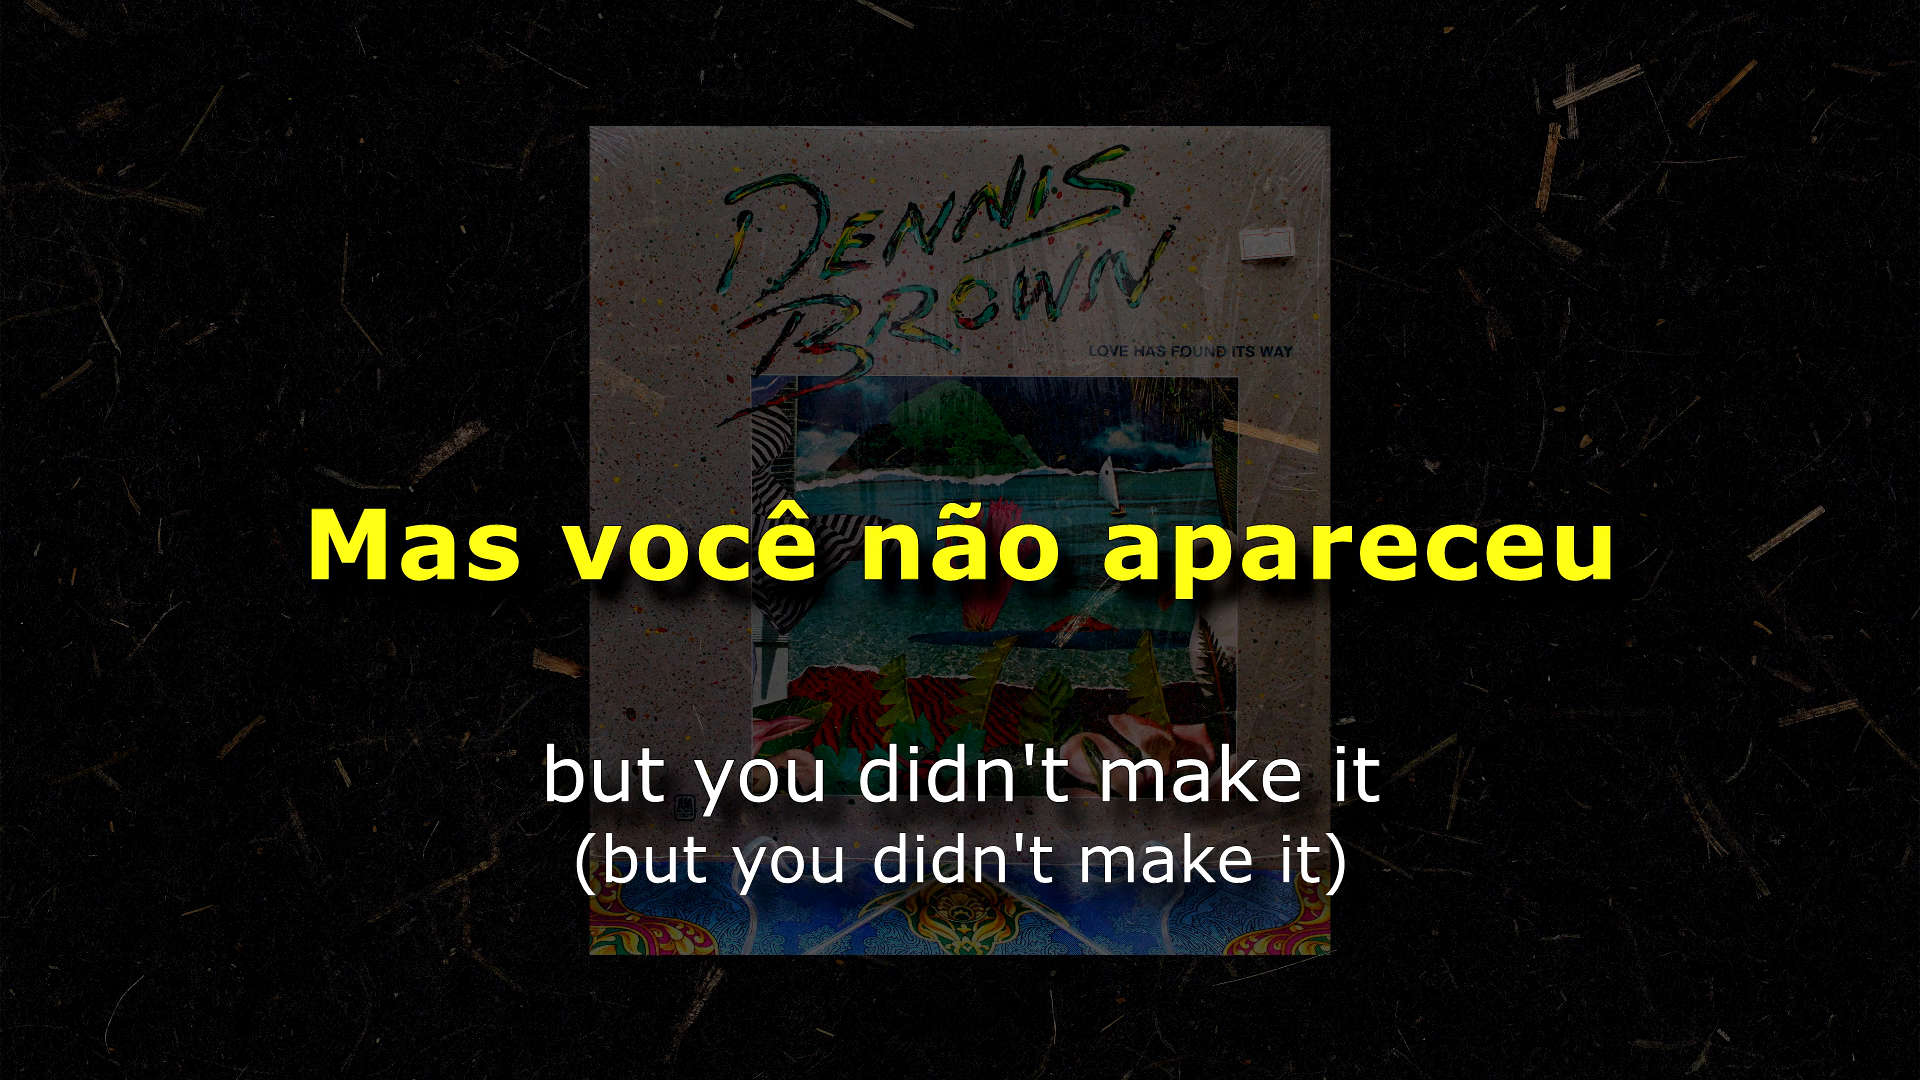 DENNIS
BROWN
LOVE HAS FOUND ITS WAY
Mas você não apareceu
but you didn't make it
(but you didn't make it)